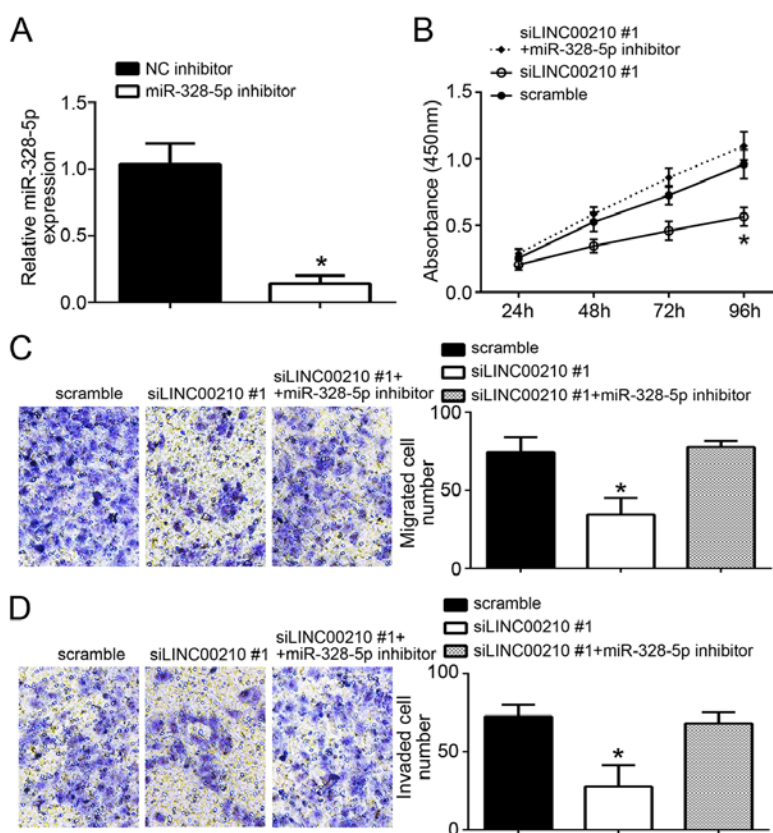 A
NC inhibitor
miR-328-5p inhibitor
Relative miR-328-5p
expression
1.5
1.0
0.5
0.0
*
B
siLINC00210 #1
+miR-328-5p inhibitor
siLINC00210 #1
scramble
Absorbance (450nm)
1.5
1.0
0.5
0.0
*
24h 48h 72h 96h
C
scramble
siLINC00210 #1
siLINC00210 #1+
+miR-328-5p inhibitor
scramble
siLINC00210 #1
siLINC00210 #1+miR-328-5p inhibitor
Migrated cell
number
100
50
0
*
D
scramble
siLINC00210 #1
siLINC00210 #1+
+miR-328-5p inhibitor
scramble
siLINC00210 #1
siLINC00210 #1+miR-328-5p inhibitor
Invaded cell
number
100
50
0
*